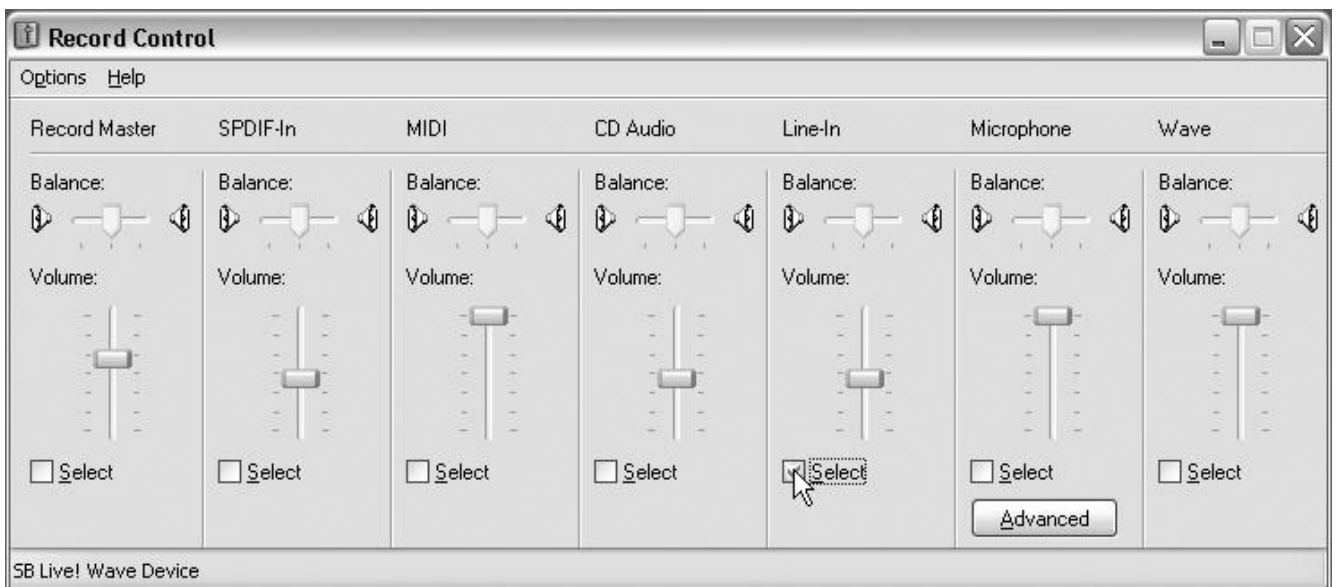 Record Control
Options Help
Record Master SPDIF-In MIDI CD Audio Line-In Microphone Wave
Balance: Balance: Balance: Balance: Balance: Balance: Balance:
Volume: Volume: Volume: Volume: Volume: Volume: Volume:
Select Select Select Select Select Select Select
Advanced
SB Live! Wave Device